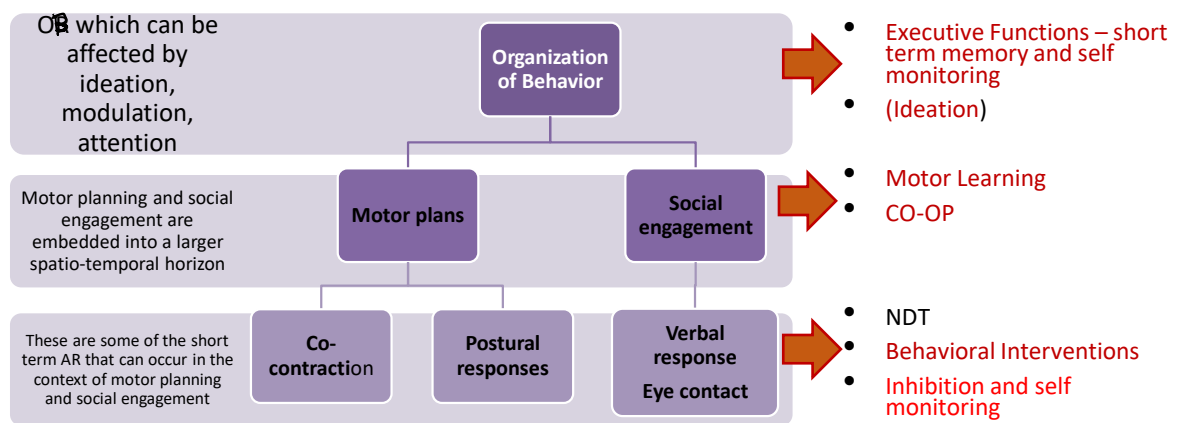 OB which can be
affected by
ideation,
modulation,
attention
Organization
of Behavior
• Executive Functions – short
term memory and self
monitoring
• (Ideation)
Motor planning and social
engagement are
embedded into a larger
spatio-temporal horizon
Motor plans
Social
engagement
• Motor Learning
• CO-OP
These are some of the short
term AR that can occur in the
context of motor planning
and social engagement
Co-
contraction
Postural
responses
Verbal
response
Eye contact
• NDT
• Behavioral Interventions
• Inhibition and self
monitoring